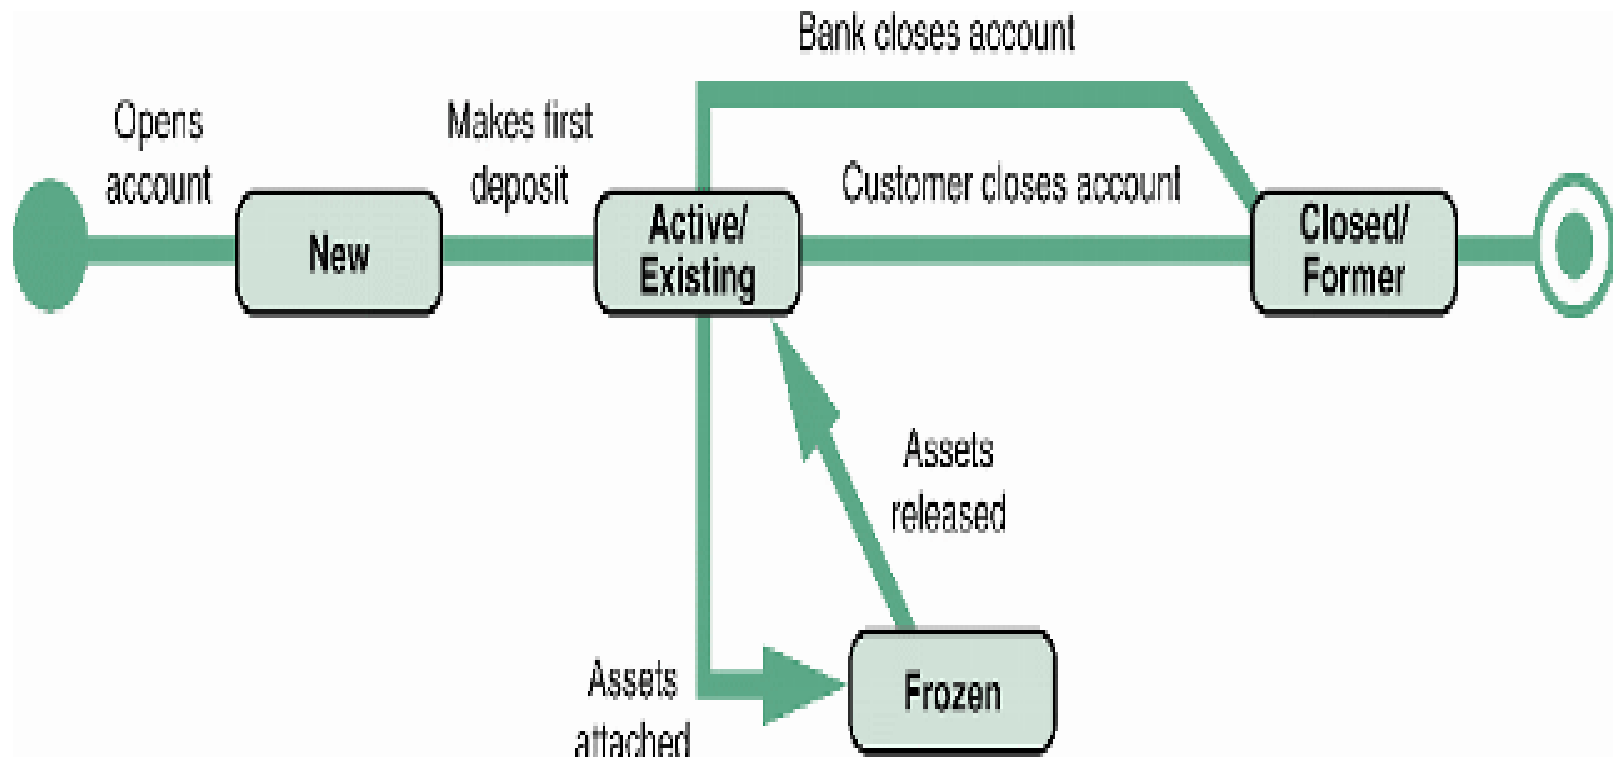 Bank closes account
Opens
account
Makes first
deposit
Customer closes account
New
Active/
Existing
Closed/
Former
Assets
released
Assets
attached
Frozen